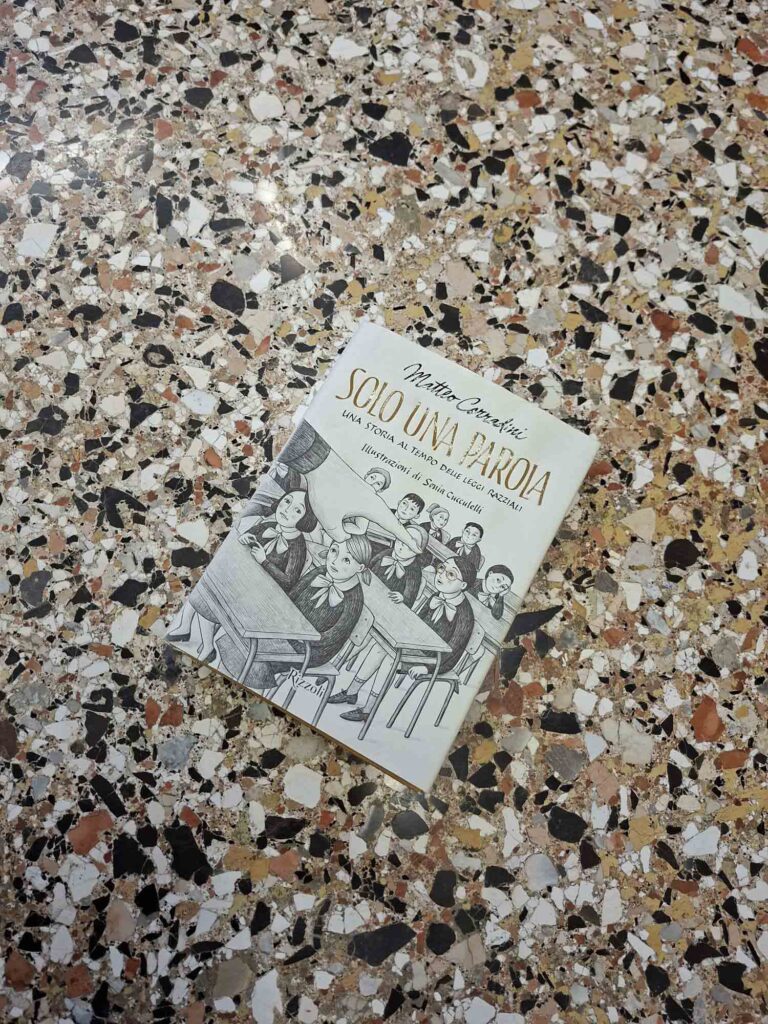 Matteo Corradini
SOLO UNA PAROLA
UNA STORIA AL TEMPO DELLE LEGGI RAZZIALI
Illustrazioni di Sonia Cucculelli
Rizzoli